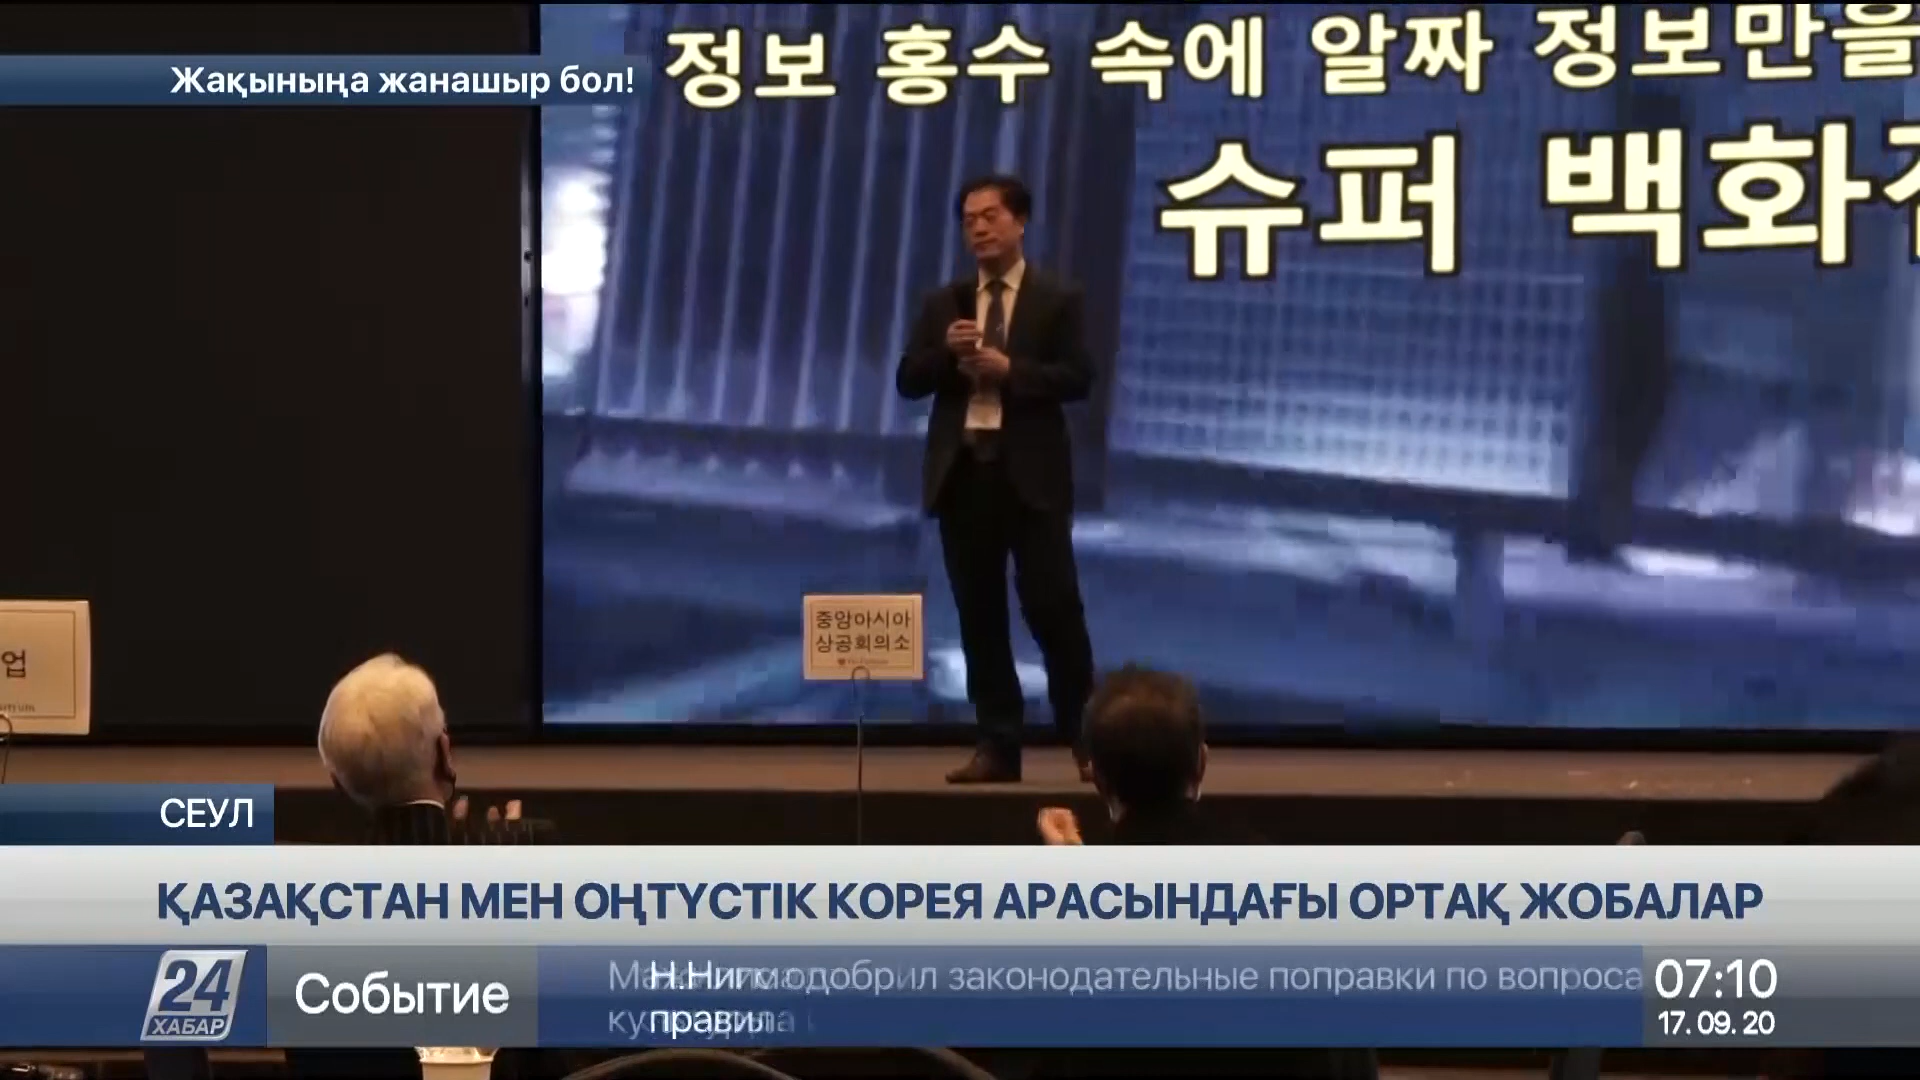 정보 홍수 속에 알짜 정보만을
Жақыныңа жанашыр бол!
슈퍼 백화
중앙아시아
상공회의소
업
СЕУЛ
ҚАЗАҚСТАН МЕН ОҢТҮСТІК КОРЕЯ АРАСЫНДАҒЫ ОРТАҚ ЖОБАЛАР
24
ХАБАР
Событие
одобрил законодательные поправки по вопроса
правил
07:10
17. 09. 20